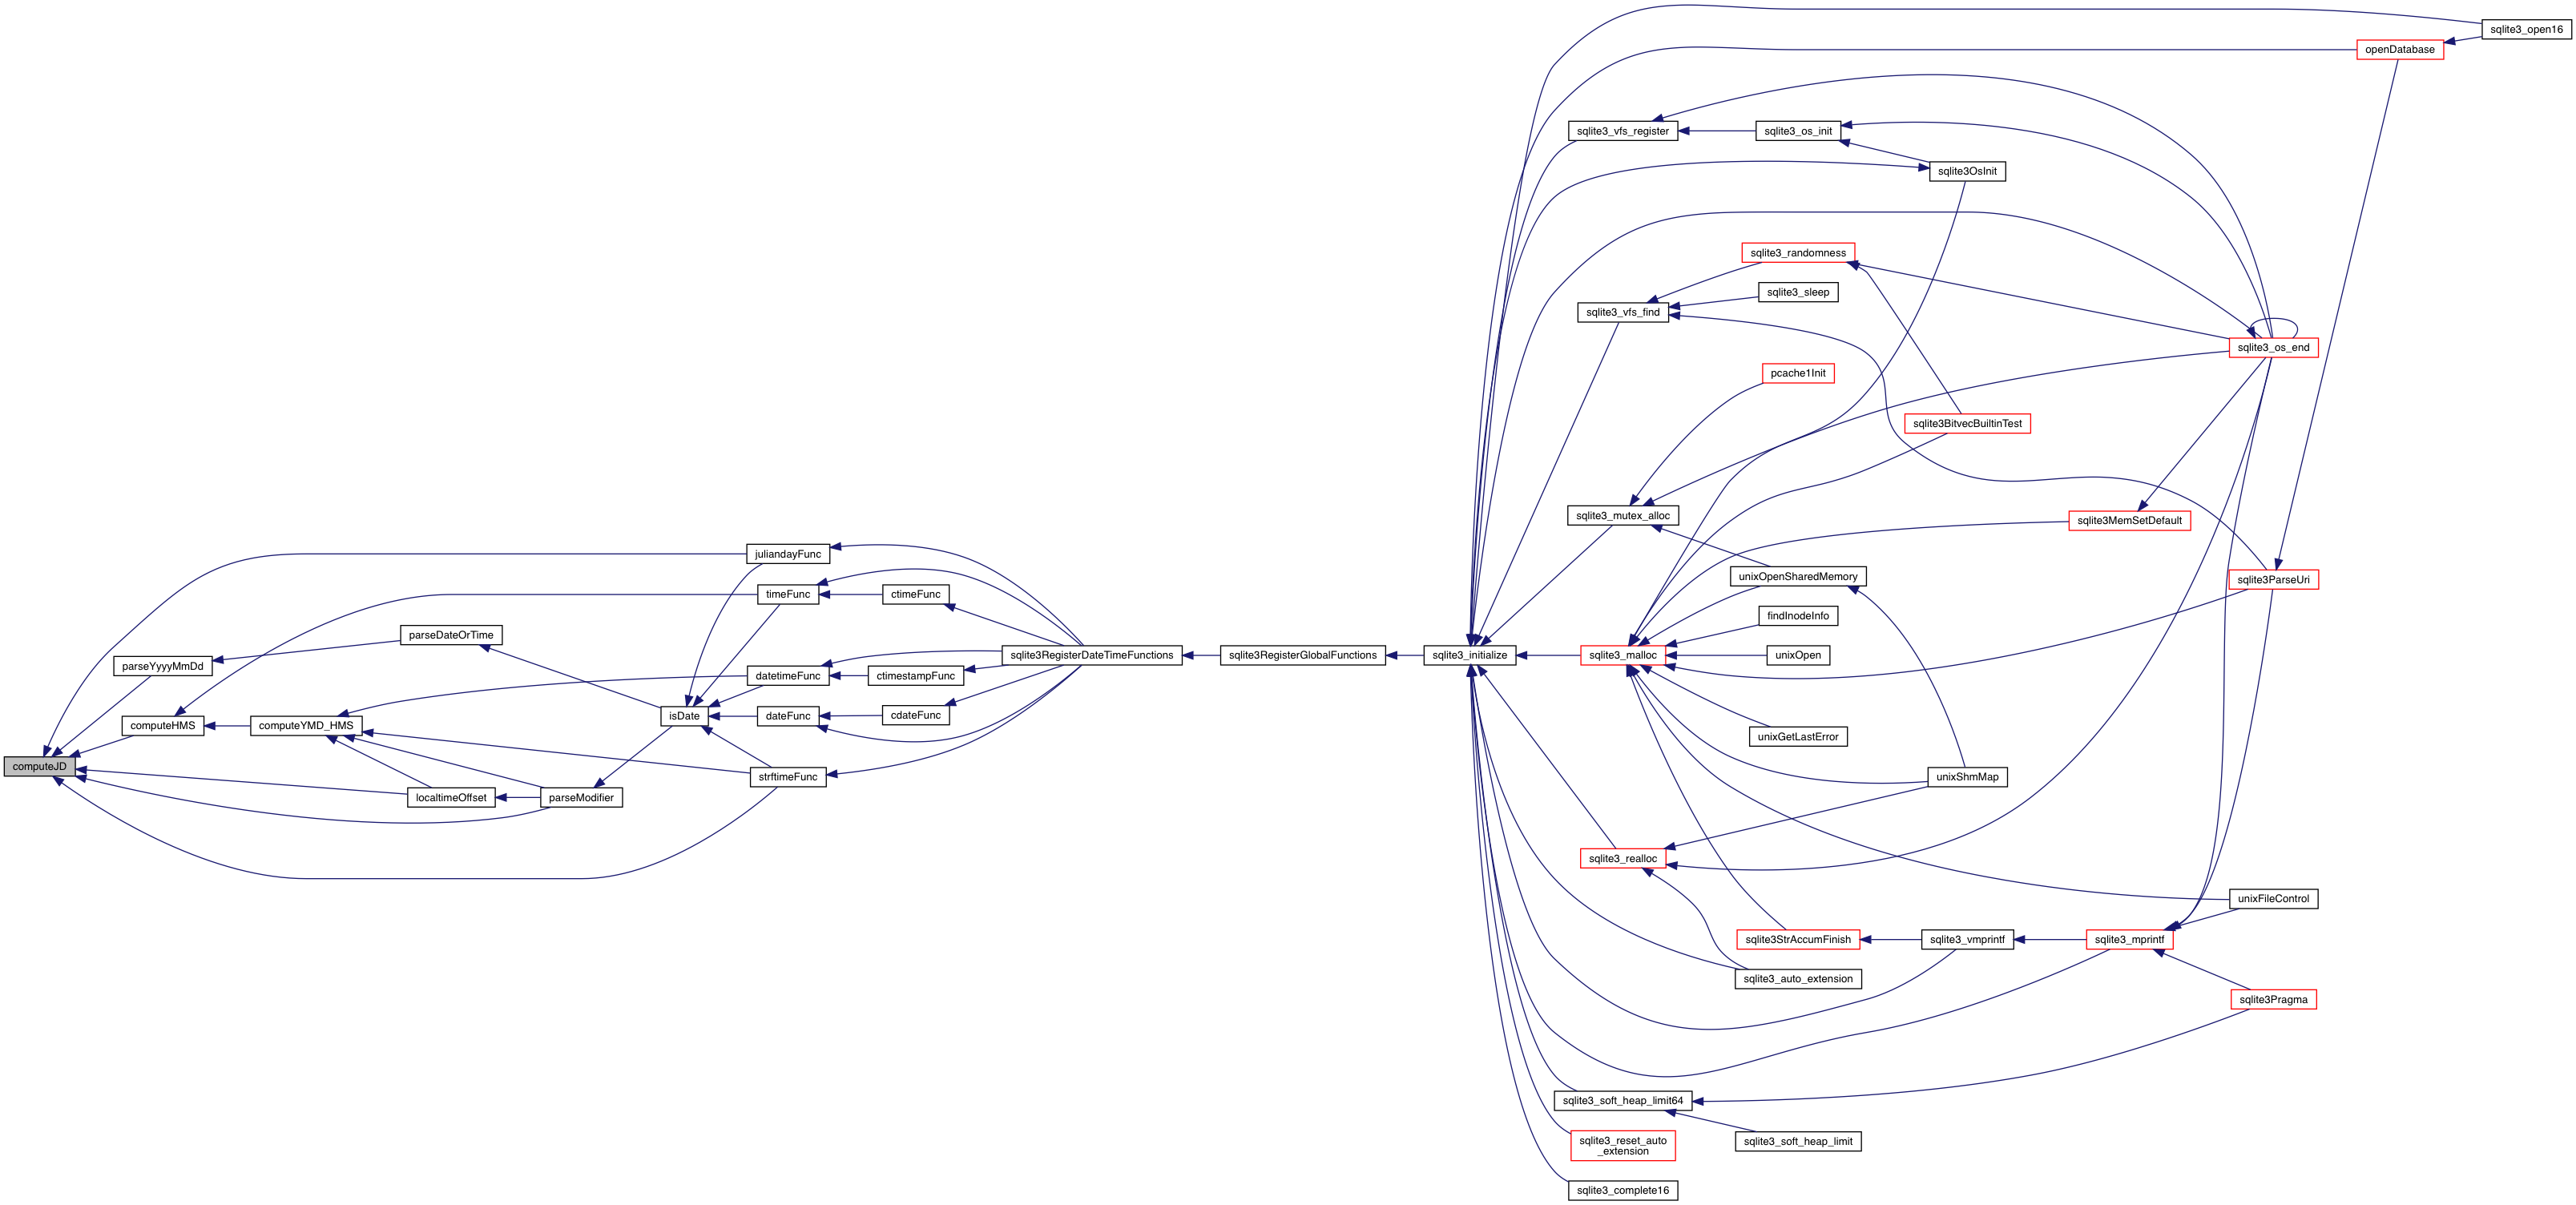 sqlite3_open16
openDatabase
sqlite3_vfs_register
sqlite3_os_init
sqlite3OsInit
sqlite3_randomness
sqlite3_sleep
sqlite3_vfs_find
sqlite3_os_end
pcache1Init
sqlite3BitvecBuiltinTest
sqlite3_mutex_alloc
sqlite3MemSetDefault
juliandayFunc
unixOpenSharedMemory
sqlite3ParseUri
timeFunc
ctimeFunc
findInodeInfo
parseDateOrTime
parseYyyyMmDd
sqlite3RegisterDateTimeFunctions
sqlite3RegisterGlobalFunctions
sqlite3_initialize
sqlite3_malloc
unixOpen
datetimeFunc
ctimestampFunc
computeHMS
computeYMD_HMS
isDate
dateFunc
cdateFunc
unixGetLastError
computeJD
strftimeFunc
unixShmMap
localtimeOffset
parseModifier
sqlite3_realloc
unixFileControl
sqlite3StrAccumFinish
sqlite3_vmprintf
sqlite3_mprintf
sqlite3_auto_extension
sqlite3Pragma
sqlite3_soft_heap_limit64
sqlite3_reset_auto
_extension
sqlite3_soft_heap_limit
sqlite3_complete16